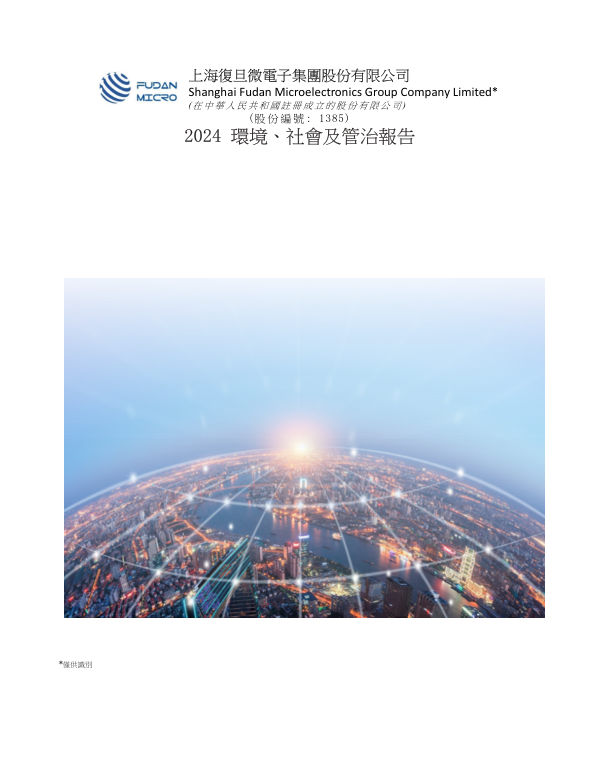 FUDAN
MICRO
上海復旦微電子集團股份有限公司
Shanghai Fudan Microelectronics Group Company Limited*
(在中華人民共和國註冊成立的股份有限公司)
(股份編號: 1385)
2024 環境、社會及管治報告
*僅供識別